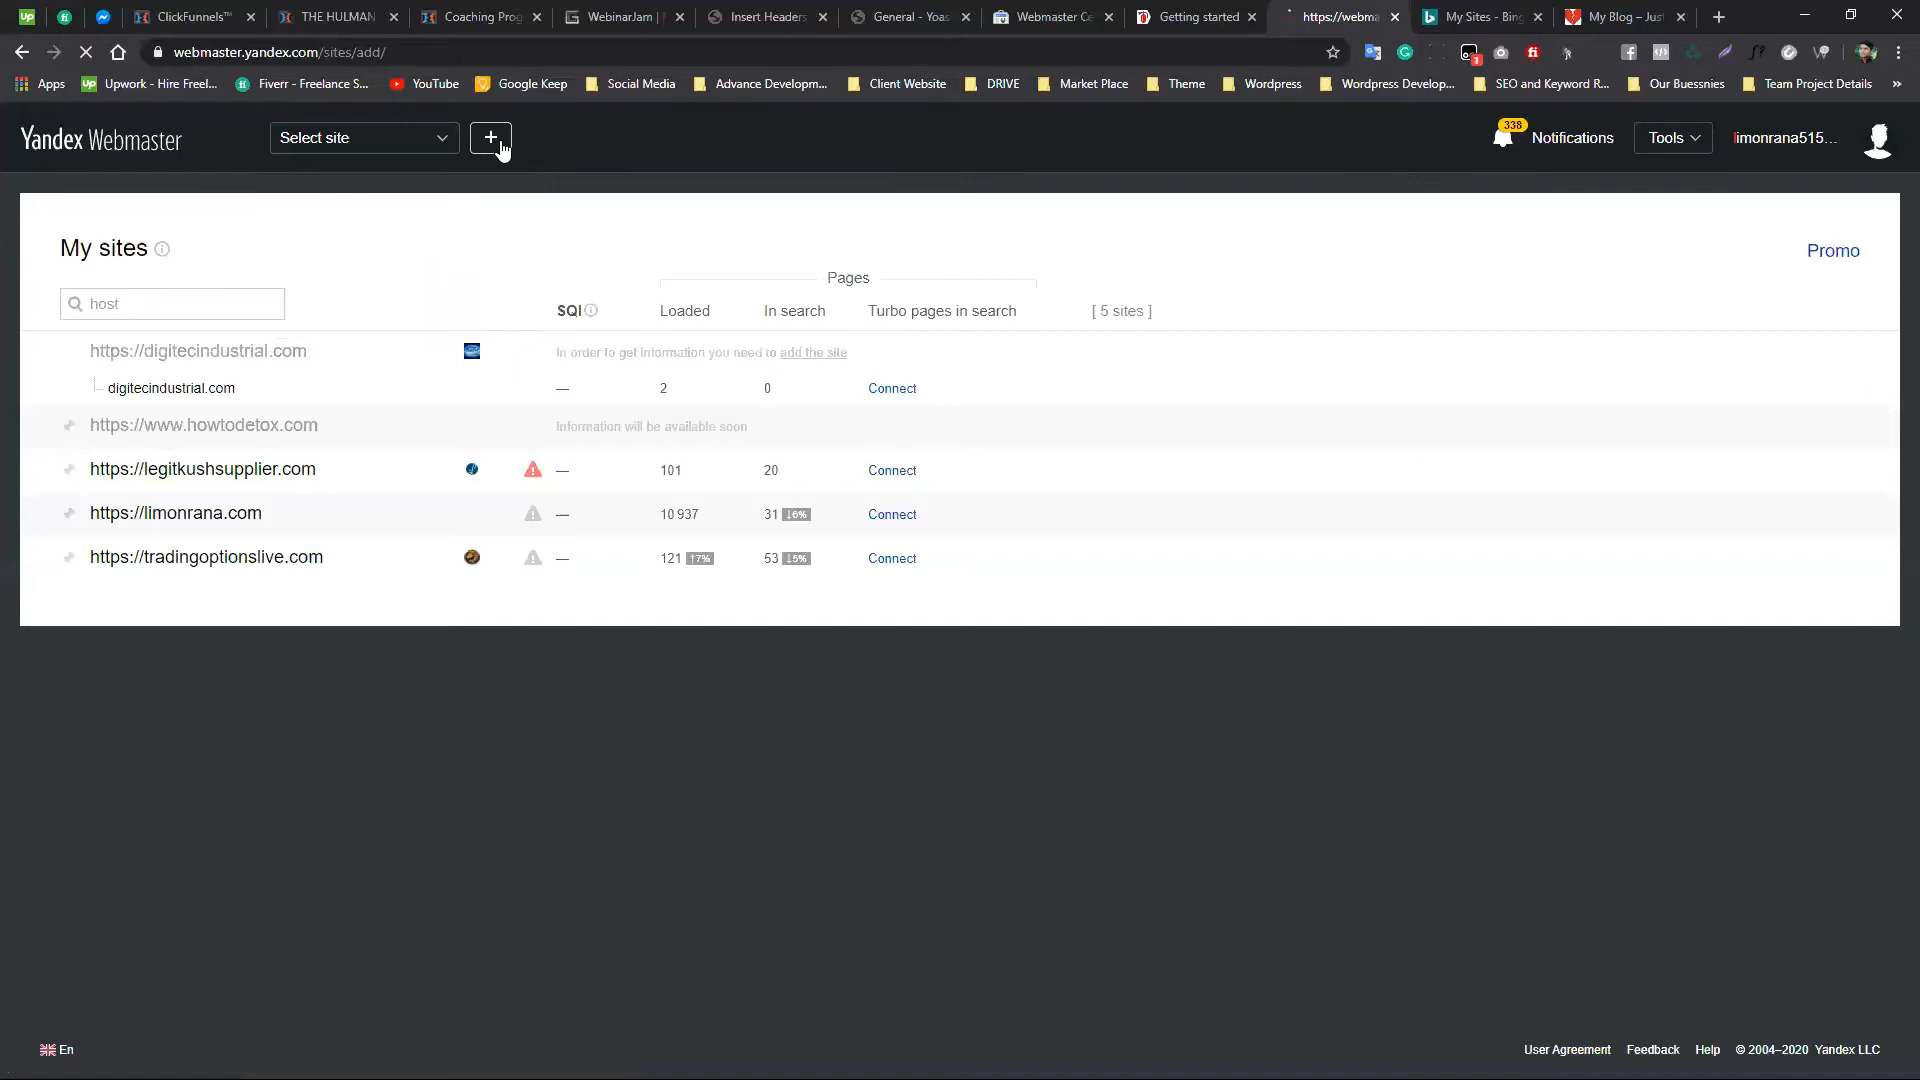 ClickFunnels™ THE HULMAN Coaching Prog WebinarJam | Insert Headers General - Yoas Webmaster Ce Getting started https://webma My Sites - Bing My Blog – Just
webmaster.yandex.com/sites/add/
Apps Upwork - Hire Freel... Fiverr - Freelance S... YouTube Google Keep Social Media Advance Developm... Client Website DRIVE Market Place Theme Wordpress Wordpress Develop... SEO and Keyword R... Our Buessnies Team Project Details »
Yandex Webmaster Select site + 338 Notifications Tools limonrana515...
My sites Promo
Pages
host SQI Loaded In search Turbo pages in search [ 5 sites ]
https://digitecindustrial.com In order to get information you need to add the site
digitecindustrial.com — 2 0 Connect
https://www.howtodetox.com Information will be available soon
https://legitkushsupplier.com — 101 20 Connect
https://limonrana.com — 10 937 31 ↓6% Connect
https://tradingoptionslive.com — 121 ↑7% 53 ↓5% Connect
En User Agreement Feedback Help © 2004–2020 Yandex LLC